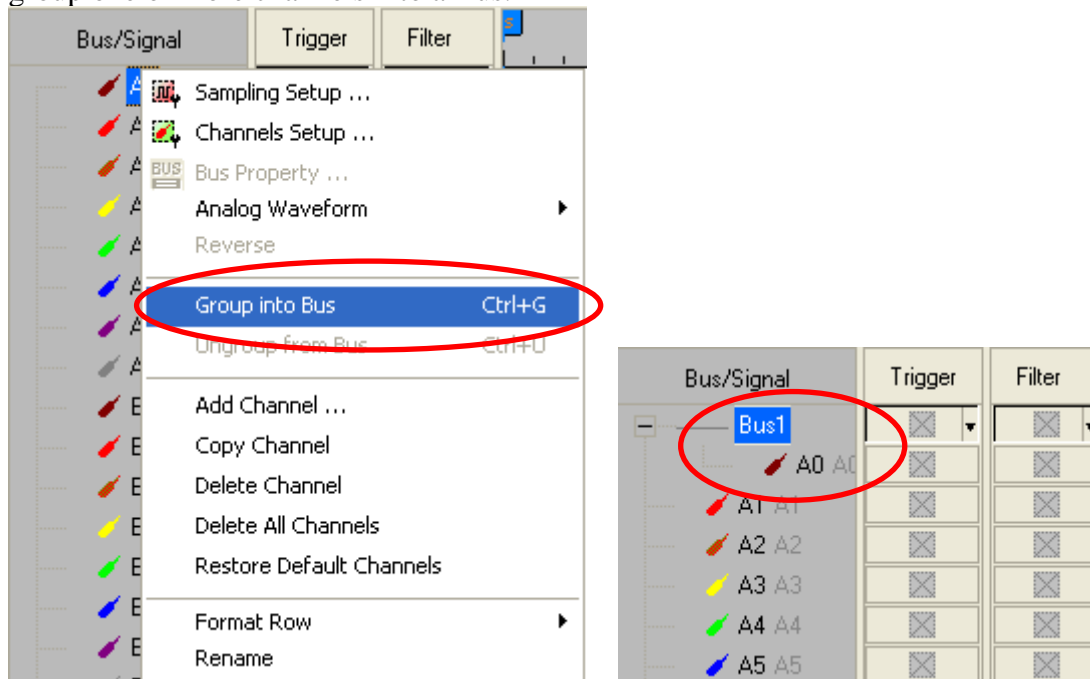 Bus/Signal Trigger Filter
A Sampling Setup ...
A Channels Setup ...
A BUS Bus Property ...
A Analog Waveform
A Reverse
A Group into Bus Ctrl+G
A Ungroup from Bus Ctrl+U
A
Add Channel ...
Copy Channel
Delete Channel
Delete All Channels
Restore Default Channels
Format Row
Rename
Bus/Signal Trigger Filter
Bus1
A0
A1 A1
A2 A2
A3 A3
A4 A4
A5 A5